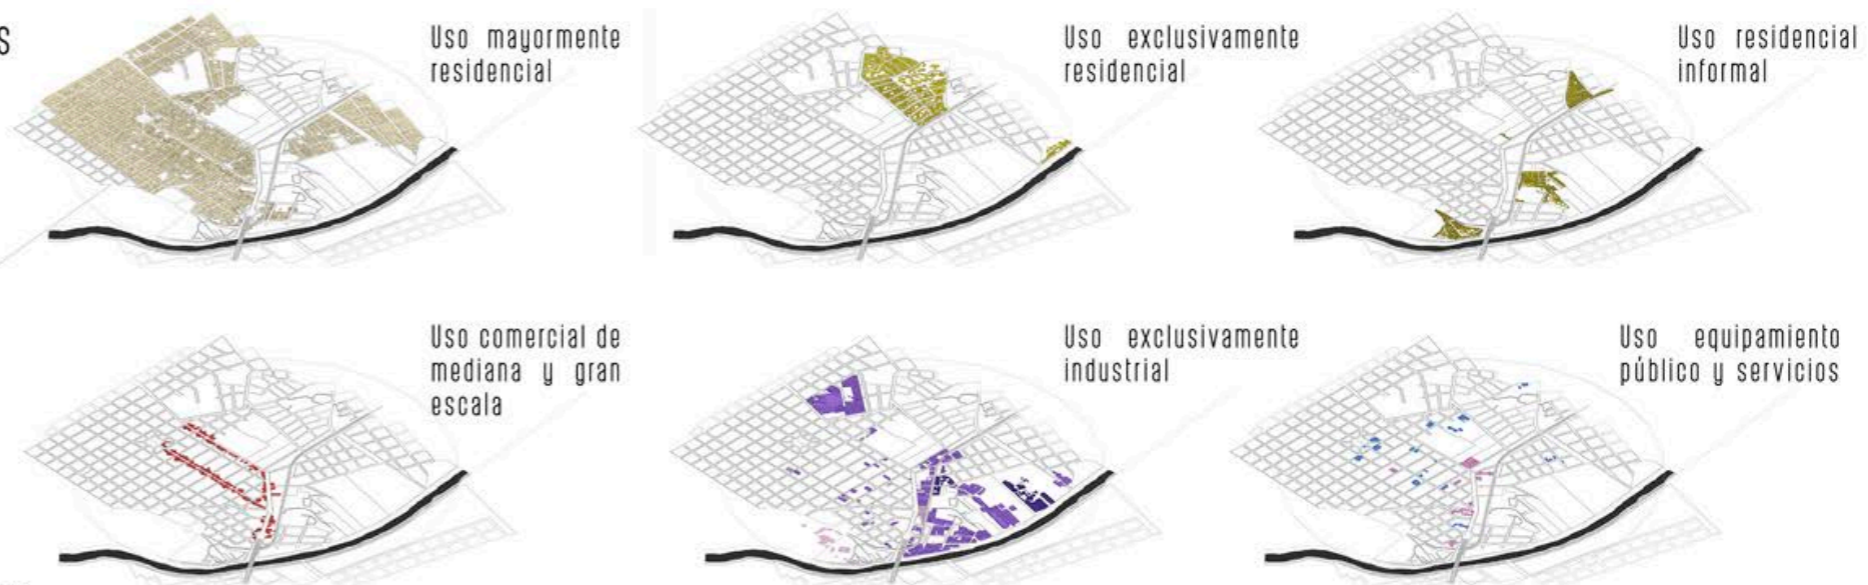 S
Uso mayormente
residencial
Uso exclusivamente
residencial
Uso residencial
informal
Uso comercial de
mediana y gran
escala
Uso exclusivamente
industrial
Uso equipamiento
público y servicios